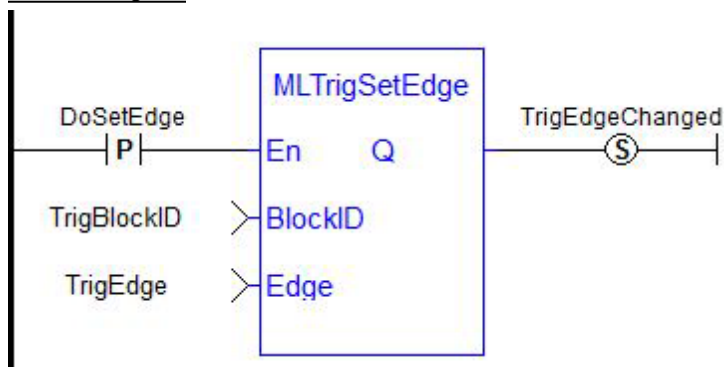 MLTrigSetEdge
DoSetEdge
TrigEdgeChanged
P
En Q
S
TrigBlockID
BlockID
TrigEdge
Edge